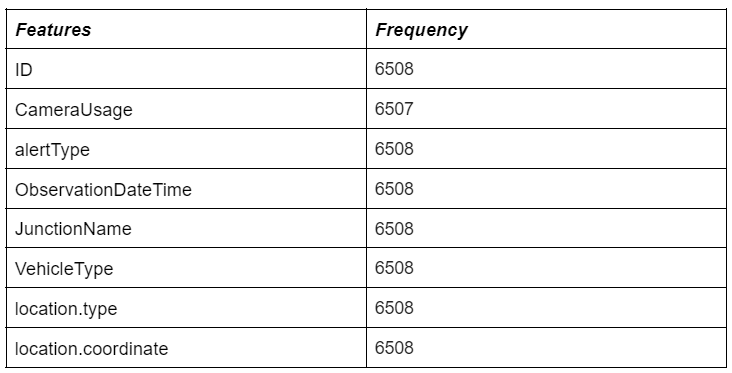 Features Frequency
ID 6508
CameraUsage 6507
alertType 6508
ObservationDateTime 6508
JunctionName 6508
VehicleType 6508
location.type 6508
location.coordinate 6508